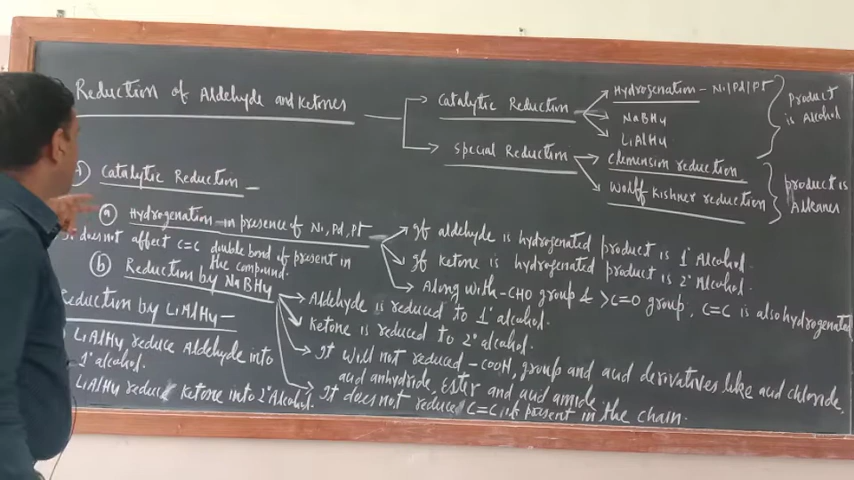 Reduction of Aldehyde and Ketones
Catalytic Reduction
Hydrogenation - Ni/Pd/Pt
NaBH4
LiAlH4
Product is Alcohol
Special Reduction
Clemension reduction
Wolff Kishner reduction
product is Alkanes
Catalytic Reduction -
(a) Hydrogenation in presence of Ni, Pd, Pt
gf aldehyde is hydrogenated product is 1° Alcohol.
gf Ketone is hydrogenated product is 2° Alcohol.
Along with -CHO group & >C=O group, C=C is also hydrogenated
does not affect C=C double bond if present in
the compound.
(b) Reduction by NaBH4
Aldehyde is reduced to 1° alcohol.
Ketone is reduced to 2° alcohol.
It will not reduced -COOH, group and acid derivatives like acid chloride,
acid anhydride, Ester and acid amide.
It does not reduce C=C present in the chain.
Reduction by LiAlH4 -
LiAlH4 reduce Aldehyde into
1° alcohol.
LiAlH4 reduce Ketone into 2° Alcohol.